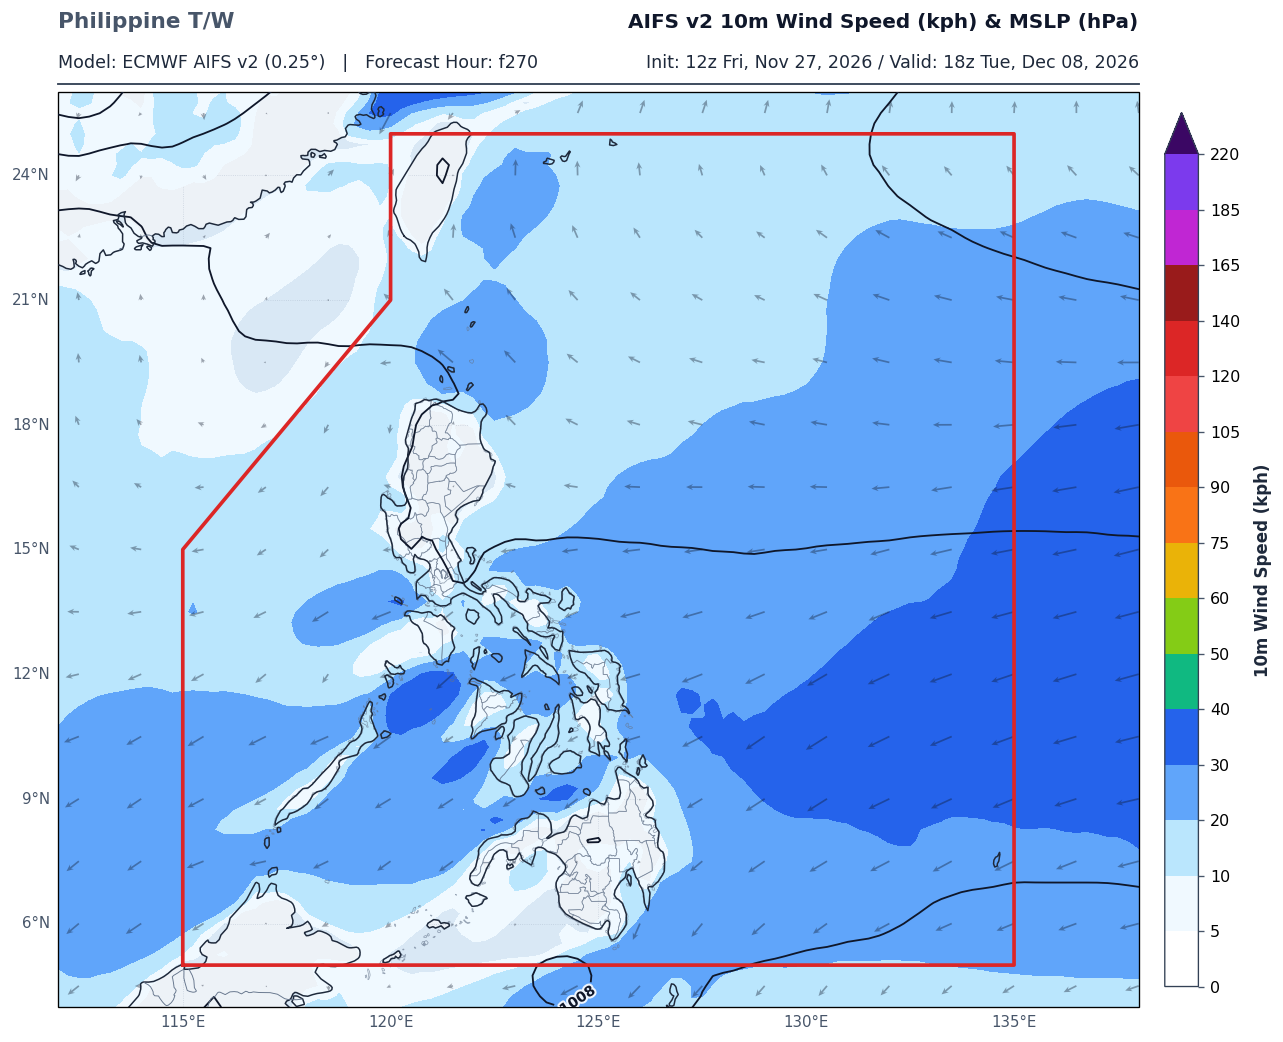 Philippine T/W
AIFS v2 10m Wind Speed (kph) & MSLP (hPa)
Model: ECMWF AIFS v2 (0.25°) | Forecast Hour: f270
Init: 12z Fri, Nov 27, 2026 / Valid: 18z Tue, Dec 08, 2026
24°N
21°N
18°N
15°N
12°N
9°N
6°N
115°E
120°E
125°E
130°E
135°E
1008
220
185
165
140
120
105
90
75
60
50
40
30
20
10
5
0
10m Wind Speed (kph)